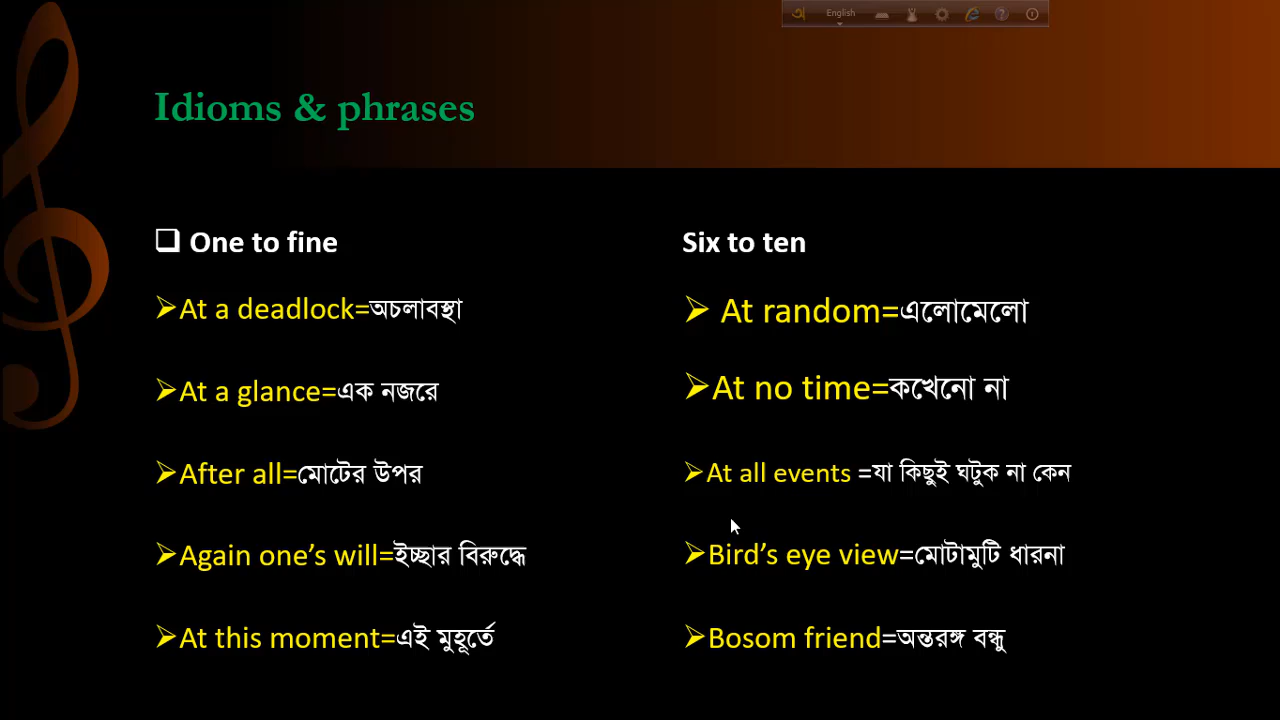 English
Idioms & phrases
One to fine
At a deadlock=অচলাবস্থা
At a glance=এক নজরে
After all=মোটের উপর
Again one’s will=ইচ্ছার বিরুদ্ধে
At this moment=এই মুহূর্তে
Six to ten
At random=এলোমেলো
At no time=কখেনো না
At all events =যা কিছুই ঘটুক না কেন
Bird’s eye view=মোটামুটি ধারনা
Bosom friend=অন্তরঙ্গ বন্ধু